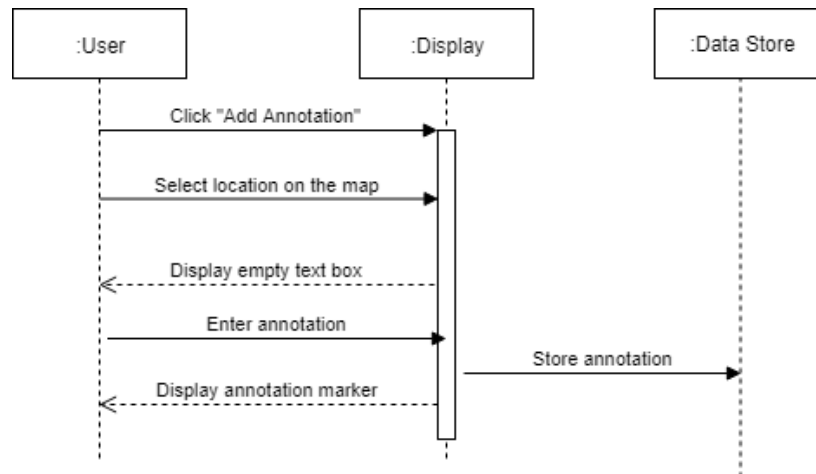 :User
:Display
:Data Store
Click "Add Annotation"
Select location on the map
Display empty text box
Enter annotation
Store annotation
Display annotation marker